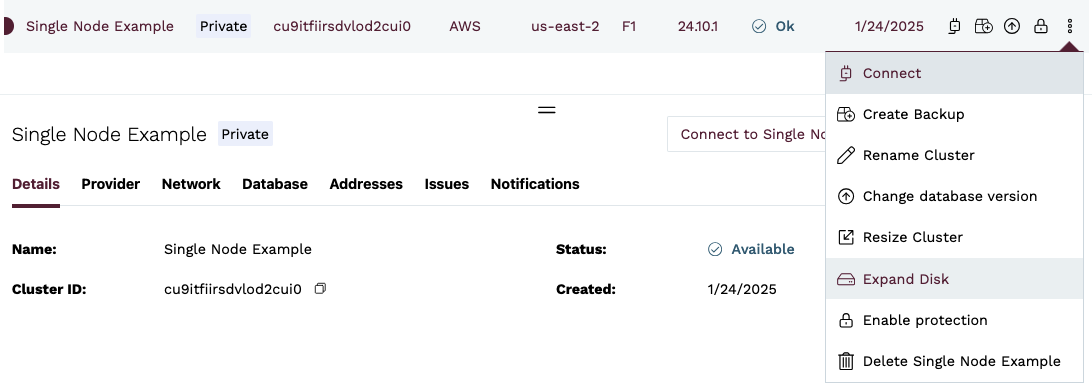 Single Node Example Private cu9itfiirsdvlod2cui0 AWS us-east-2 F1 24.10.1 Ok 1/24/2025
Connect
Create Backup
Rename Cluster
Change database version
Resize Cluster
Expand Disk
Enable protection
Delete Single Node Example
Single Node Example Private
Connect to Single
Details Provider Network Database Addresses Issues Notifications
Name: Single Node Example Status: Available
Cluster ID: cu9itfiirsdvlod2cui0 Created: 1/24/2025